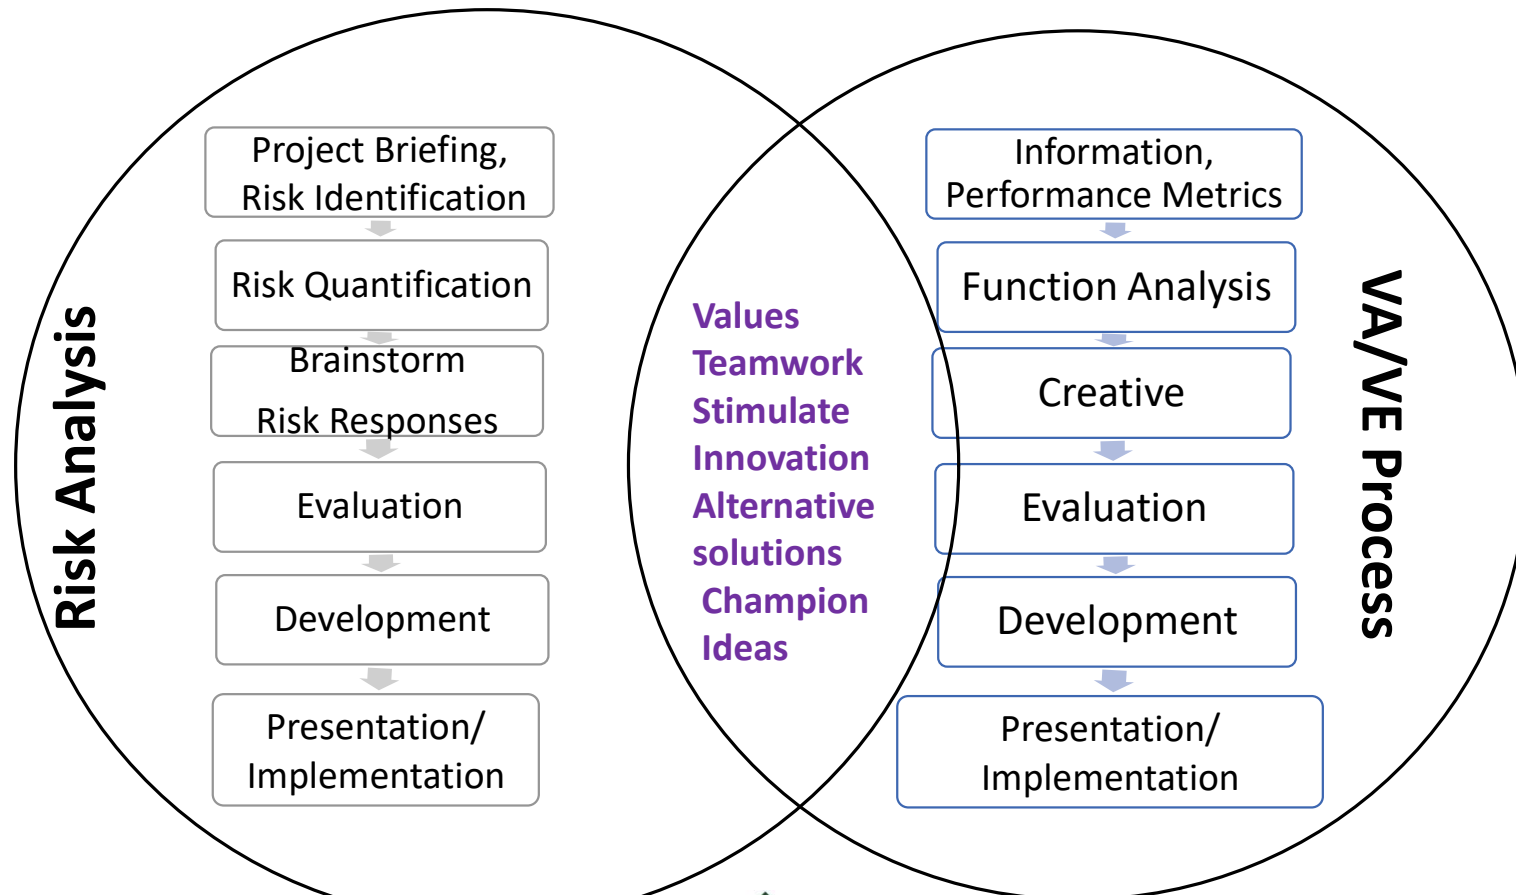 Risk Analysis
Project Briefing,
Risk Identification
Risk Quantification
Brainstorm
Risk Responses
Evaluation
Development
Presentation/
Implementation
Values
Teamwork
Stimulate
Innovation
Alternative
solutions
Champion
Ideas
Information,
Performance Metrics
Function Analysis
Creative
Evaluation
Development
Presentation/
Implementation
VA/VE Process